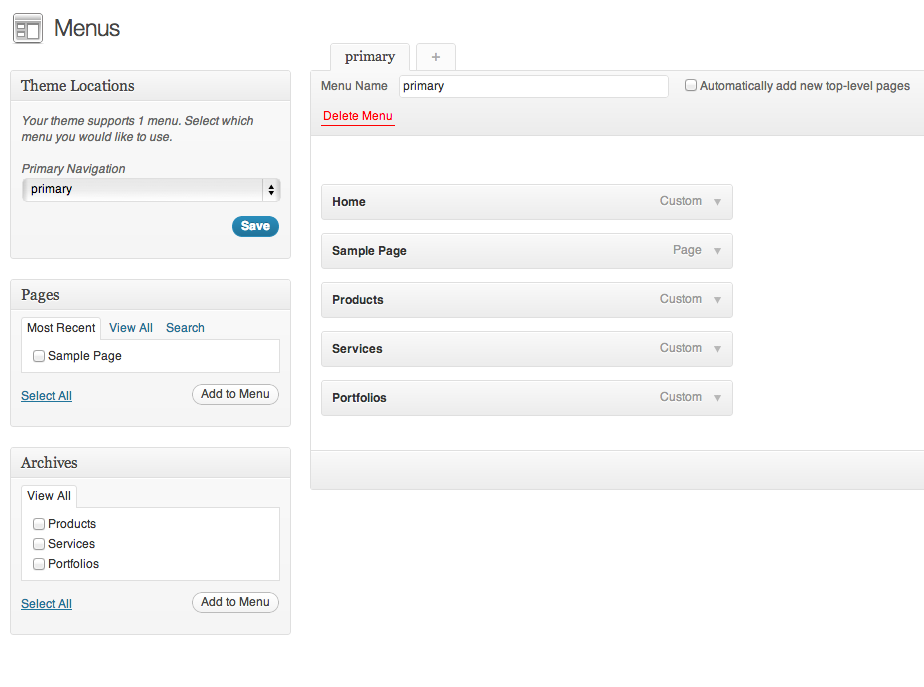 Menus
Theme Locations
Your theme supports 1 menu. Select which
menu you would like to use.
Primary Navigation
primary
Save
Pages
Most Recent View All Search
Sample Page
Select All Add to Menu
Archives
View All
Products
Services
Portfolios
Select All Add to Menu
primary +
Menu Name primary Automatically add new top-level pages
Delete Menu
Home Custom
Sample Page Page
Products Custom
Services Custom
Portfolios Custom